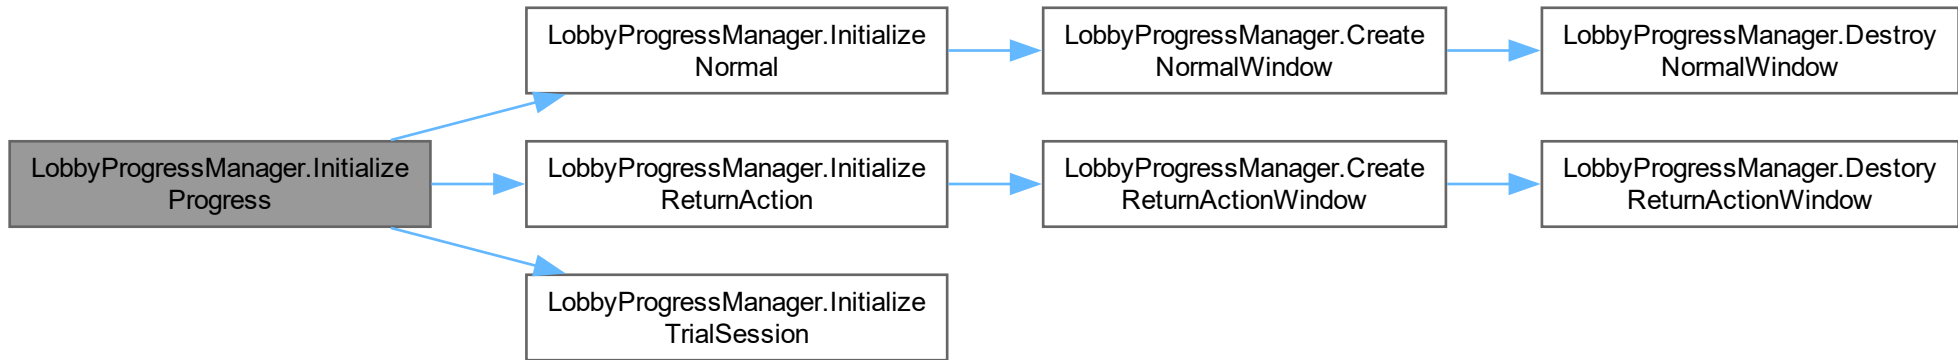 LobbyProgressManager.Initialize
Normal
LobbyProgressManager.Create
NormalWindow
LobbyProgressManager.Destroy
NormalWindow
LobbyProgressManager.Initialize
Progress
LobbyProgressManager.Initialize
ReturnAction
LobbyProgressManager.Create
ReturnActionWindow
LobbyProgressManager.Destory
ReturnActionWindow
LobbyProgressManager.Initialize
TrialSession